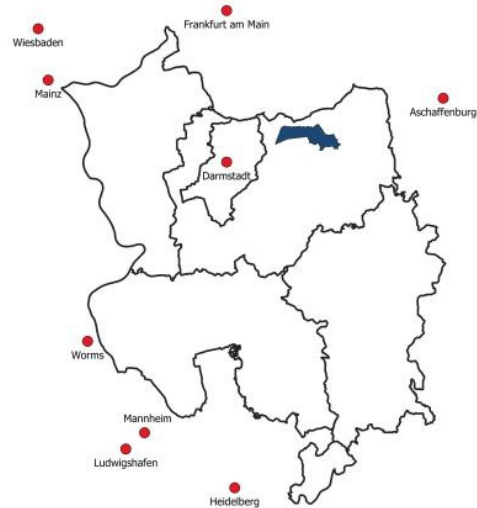 Frankfurt am Main
Wiesbaden
Mainz
Aschaffenburg
Darmstadt
Worms
Mannheim
Ludwigshafen
Heidelberg